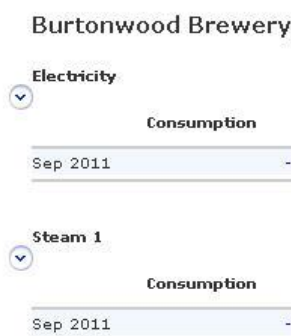 Burtonwood Brewery
Electricity
Consumption
Sep 2011 -
Steam 1
Consumption
Sep 2011 -